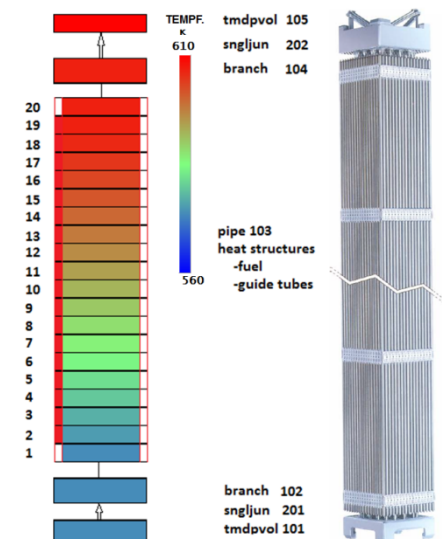 TEMPF.
K
610
560
tmdpvol 105
snglj​un 202
branch 104
20
19
18
17
16
15
14
13
12
11
10
9
8
7
6
5
4
3
2
1
pipe 103
heat structures
-fuel
-guide tubes
branch 102
sngljun 201
tmdpvol 101